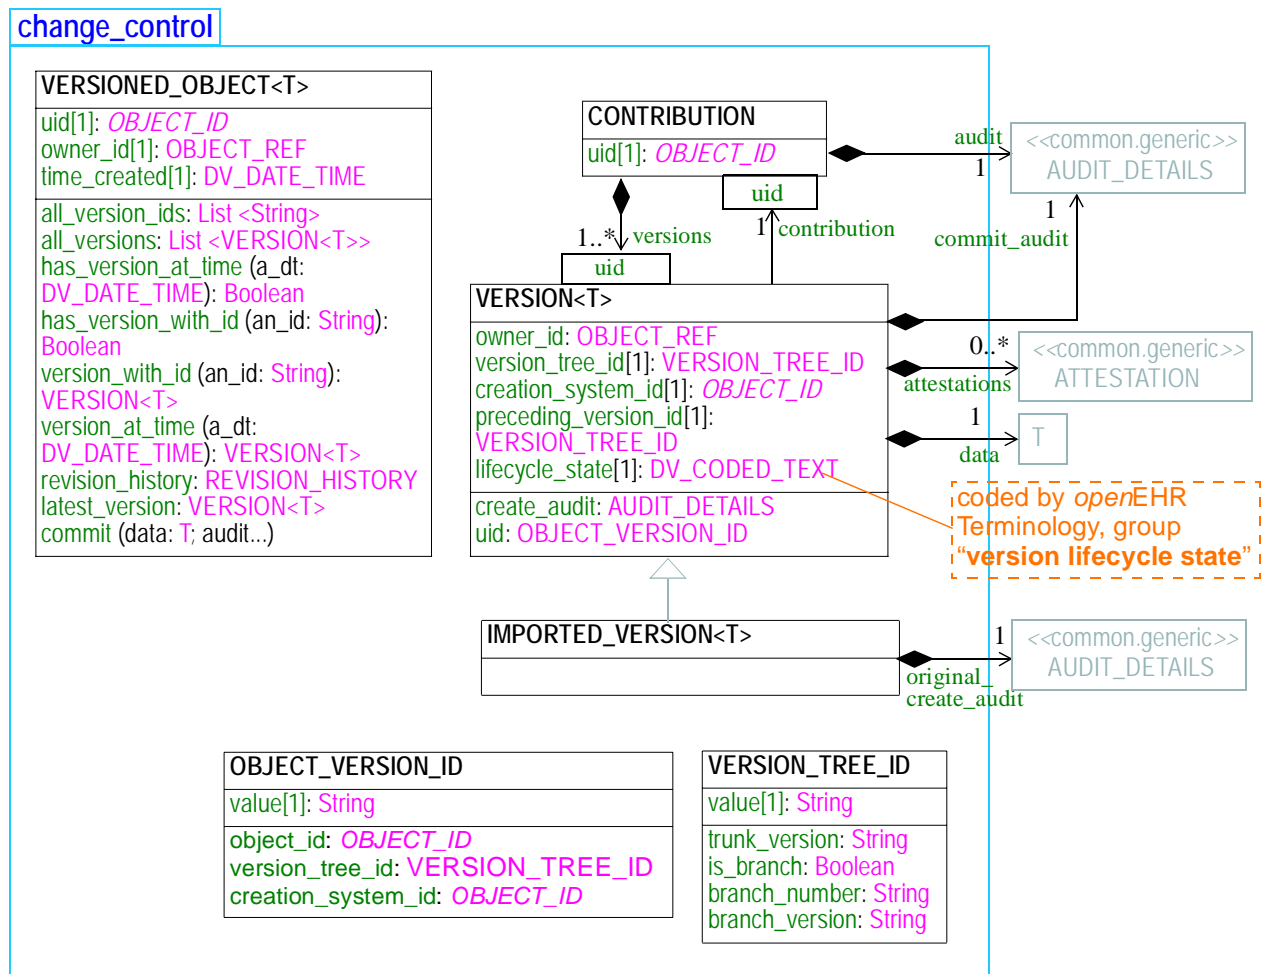 change_control
VERSIONED_OBJECT<T>
uid[1]: OBJECT_ID
owner_id[1]: OBJECT_REF
time_created[1]: DV_DATE_TIME
all_version_ids: List <String>
all_versions: List <VERSION<T>>
has_version_at_time (a_dt:
DV_DATE_TIME): Boolean
has_version_with_id (an_id: String):
Boolean
version_with_id (an_id: String):
VERSION<T>
version_at_time (a_dt:
DV_DATE_TIME): VERSION<T>
revision_history: REVISION_HISTORY
latest_version: VERSION<T>
commit (data: T; audit...)
CONTRIBUTION
uid[1]: OBJECT_ID
audit
1
<<common.generic>>
AUDIT_DETAILS
uid
1..*
versions
1
contribution
1
commit_audit
uid
VERSION<T>
owner_id: OBJECT_REF
version_tree_id[1]: VERSION_TREE_ID
creation_system_id[1]: OBJECT_ID
preceding_version_id[1]:
VERSION_TREE_ID
lifecycle_state[1]: DV_CODED_TEXT
create_audit: AUDIT_DETAILS
uid: OBJECT_VERSION_ID
0..*
attestations
<<common.generic>>
ATTESTATION
1
data
T
coded by openEHR
Terminology, group
“version lifecycle state”
IMPORTED_VERSION<T>
1
original_
create_audit
<<common.generic>>
AUDIT_DETAILS
OBJECT_VERSION_ID
value[1]: String
object_id: OBJECT_ID
version_tree_id: VERSION_TREE_ID
creation_system_id: OBJECT_ID
VERSION_TREE_ID
value[1]: String
trunk_version: String
is_branch: Boolean
branch_number: String
branch_version: String